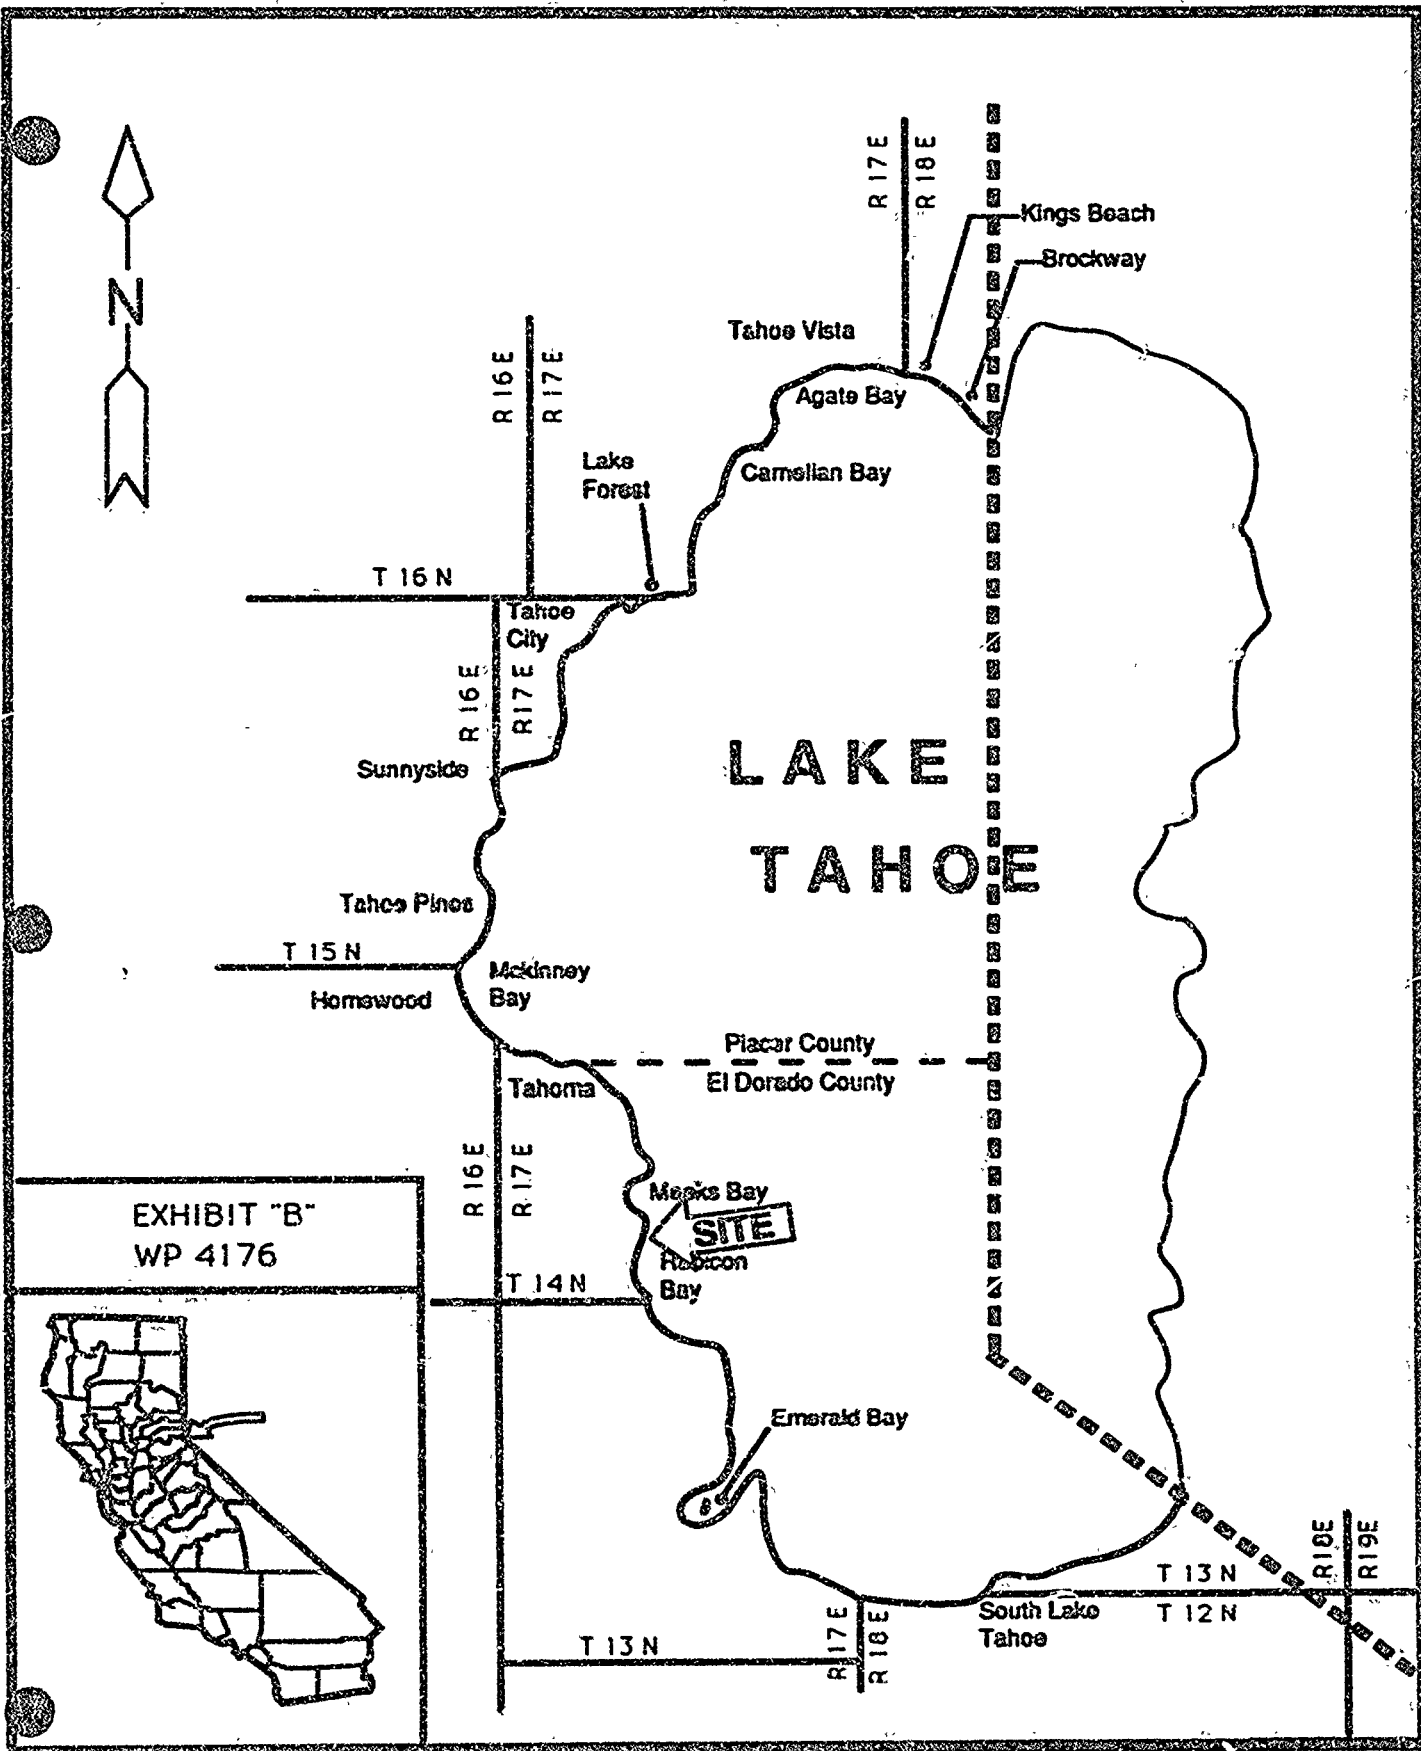 R 17 E
R 18 E
Kings Beach
Brockway
N
Tahoe Vista
R 16 E
R 17 E
Agate Bay
Lake
Forest
Carnelian Bay
T 16 N
Tahoe
City
R 16 E
R 17 E
Sunnyside
LAKE
TAHOE
Tahoe Pines
T 15 N
Mckinney
Bay
Homewood
Placer County
El Dorado County
Tahoma
R 16 E
R 17 E
Meeks Bay
SITE
Rubicon
Bay
T 14 N
EXHIBIT "B"
WP 4176
Emerald Bay
R 18 E
R 19 E
T 13 N
T 12 N
South Lake
Tahoe
R 17 E
R 18 E
T 13 N